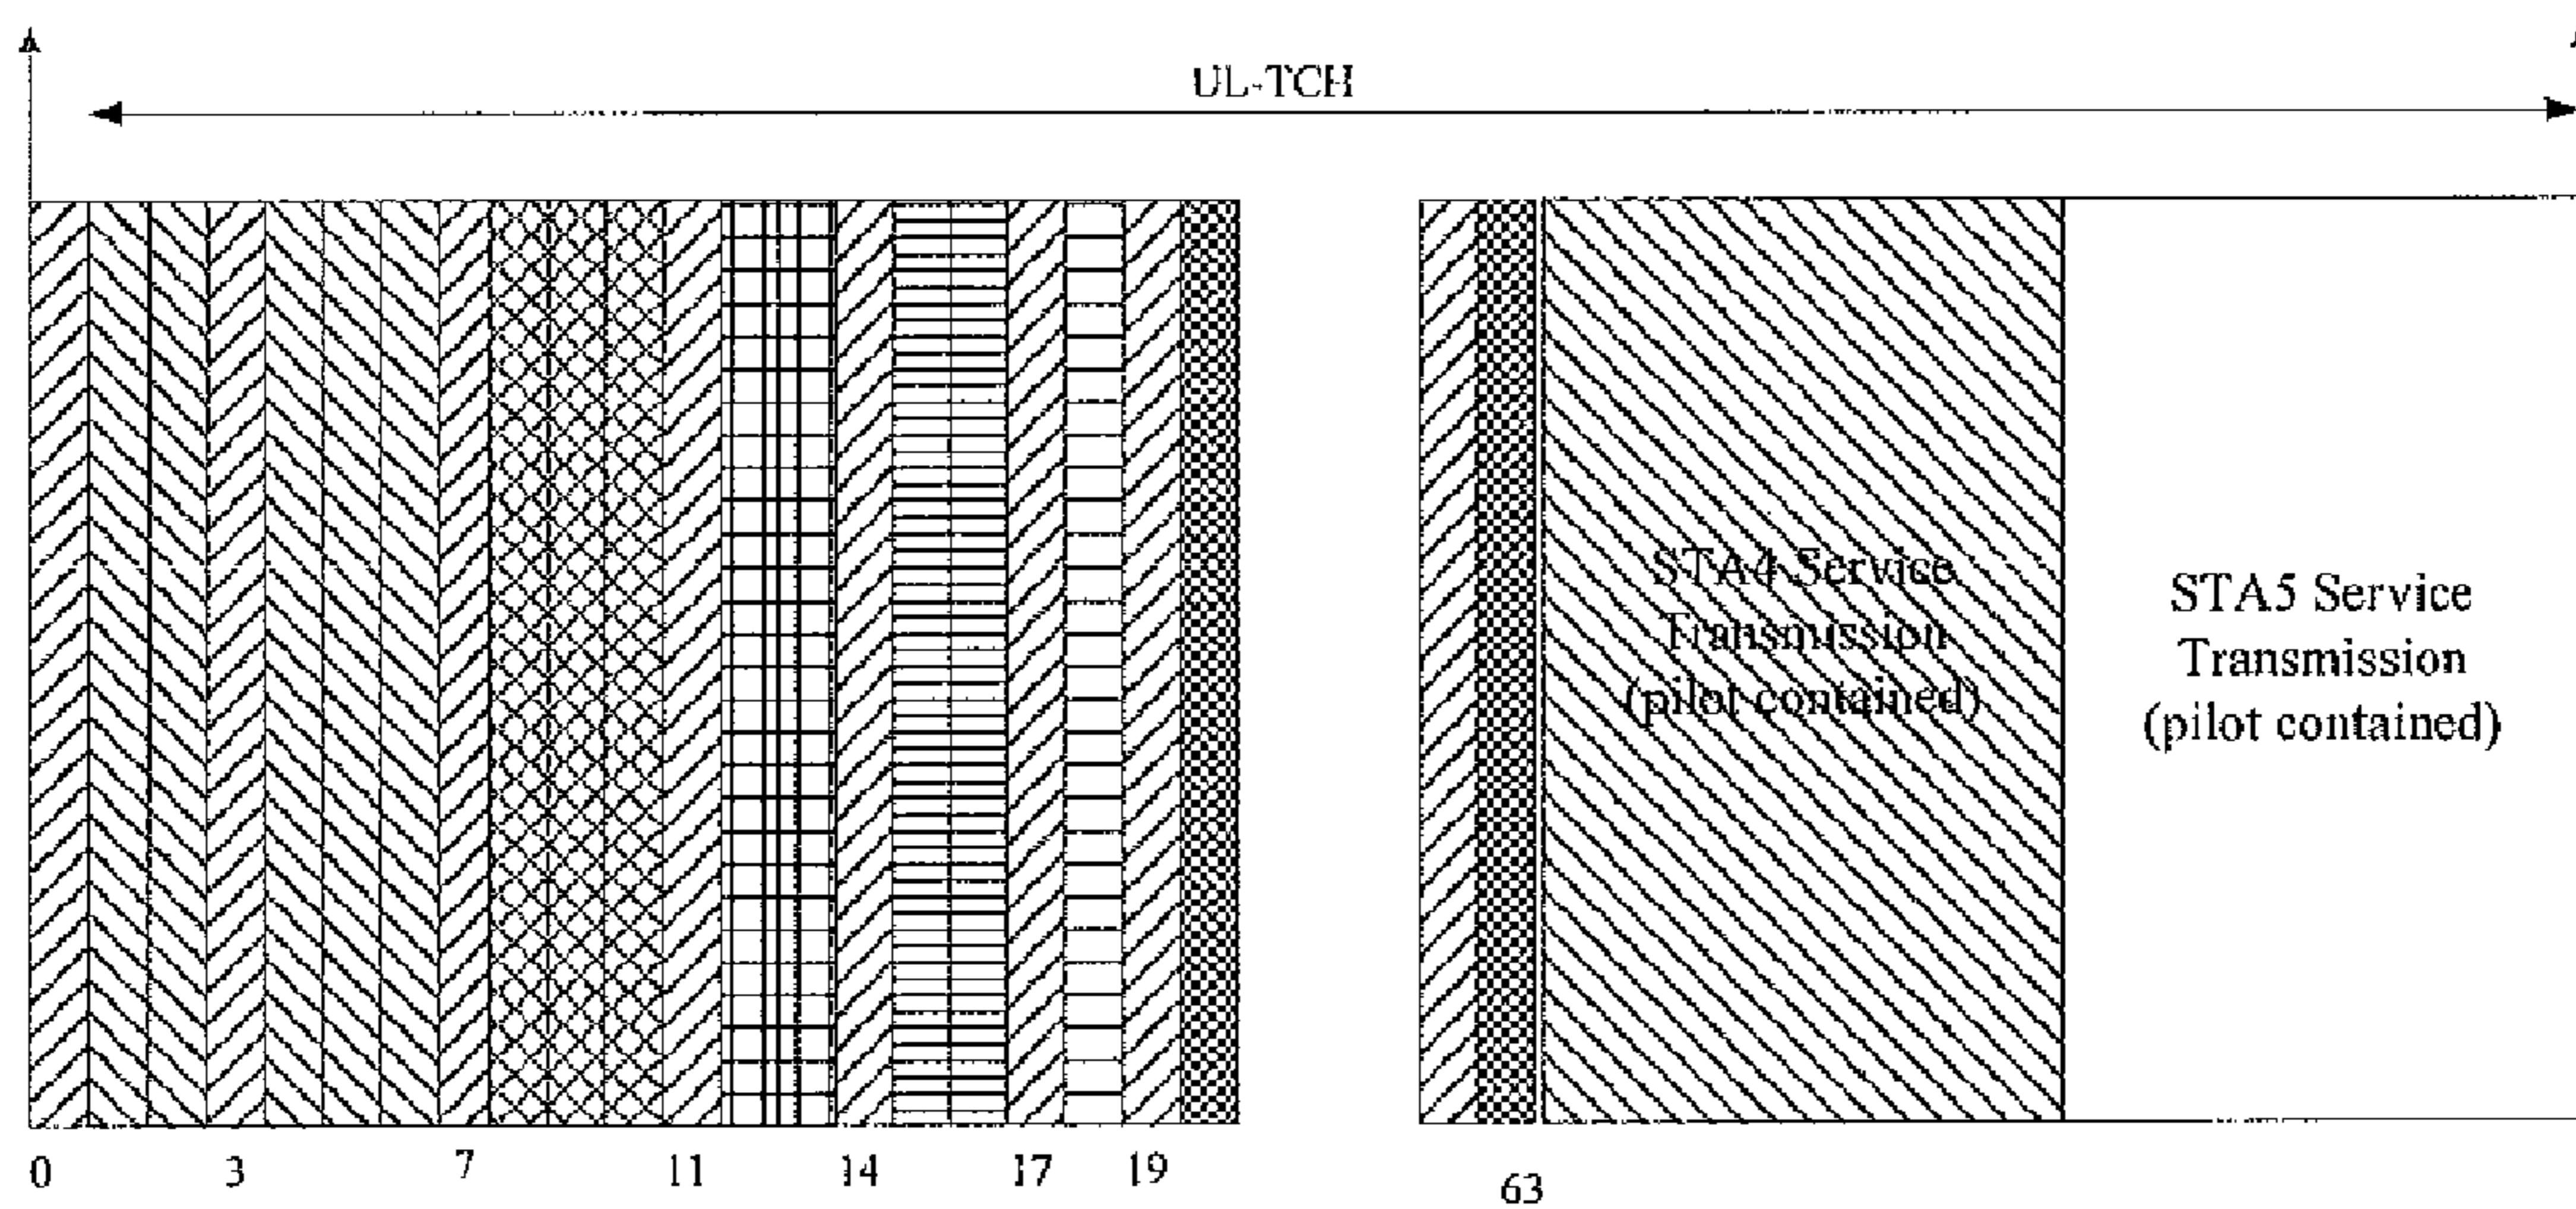 UL-TCH
STA4 Service
Transmission
(pilot contained)
STA5 Service
Transmission
(pilot contained)
0 3 7 11 14 17 19 63